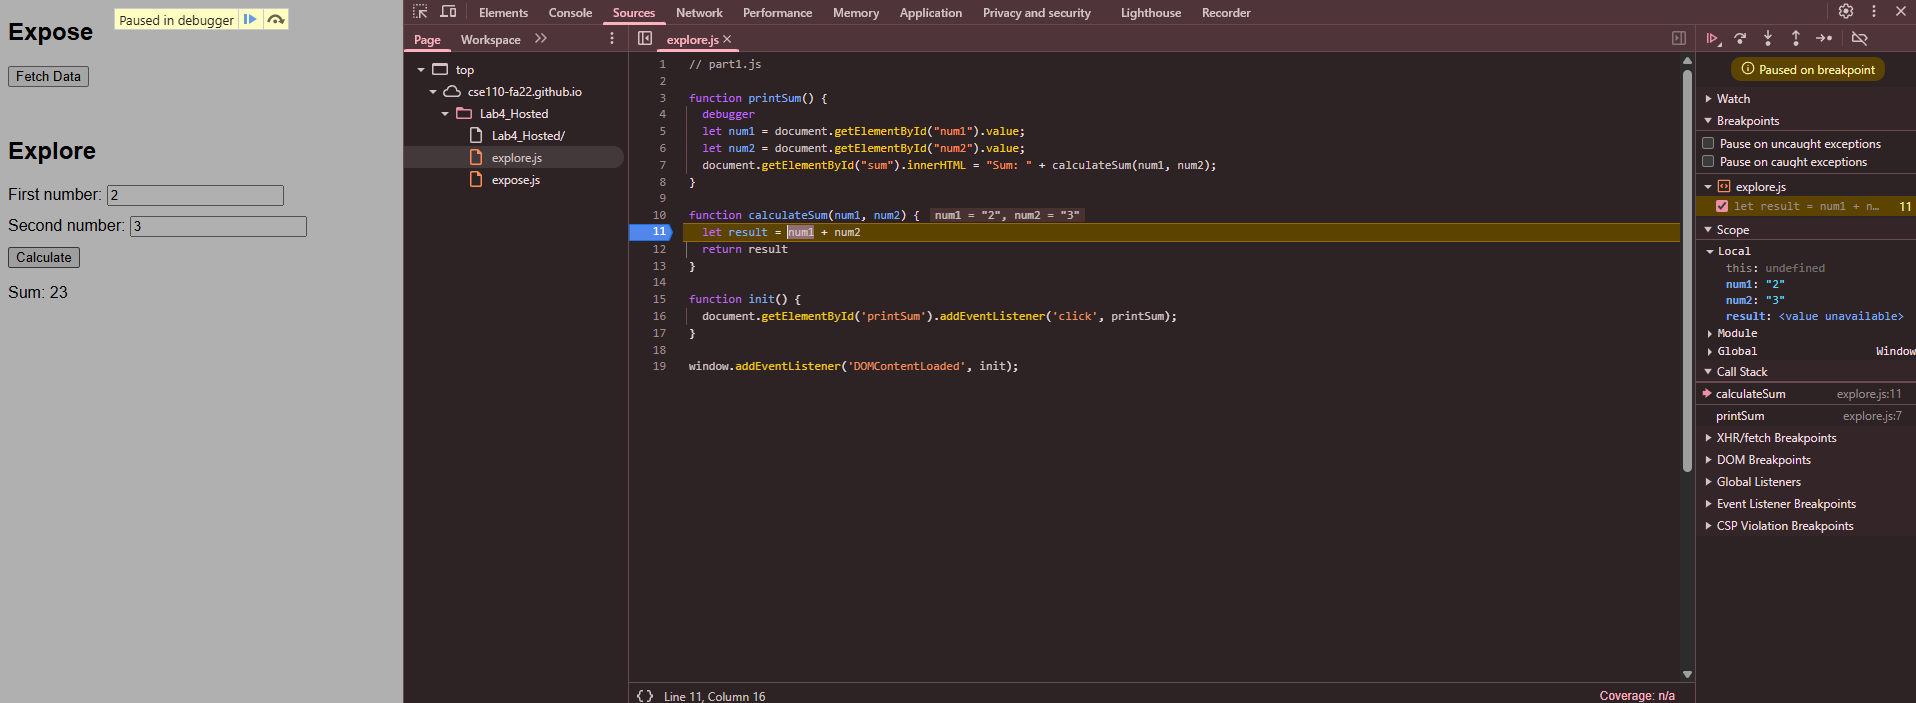 Expose
Paused in debugger
Fetch Data
Explore
First number: 2
Second number: 3
Calculate
Sum: 23
Elements Console Sources Network Performance Memory Application Privacy and security Lighthouse Recorder
Page Workspace
top
cse110-fa22.github.io
Lab4_Hosted
Lab4_Hosted/
explore.js
expose.js
explore.js
1 // part1.js
2
3 function printSum() {
4 debugger
5 let num1 = document.getElementById("num1").value;
6 let num2 = document.getElementById("num2").value;
7 document.getElementById("sum").innerHTML = "Sum: " + calculateSum(num1, num2);
8 }
9
10 function calculateSum(num1, num2) { num1 = "2", num2 = "3"
11 let result = num1 + num2
12 return result
13 }
14
15 function init() {
16 document.getElementById('printSum').addEventListener('click', printSum);
17 }
18
19 window.addEventListener('DOMContentLoaded', init);
{} Line 11, Column 16
Coverage: n/a
Paused on breakpoint
Watch
Breakpoints
Pause on uncaught exceptions
Pause on caught exceptions
explore.js
let result = num1 + n… 11
Scope
Local
this: undefined
num1: "2"
num2: "3"
result: <value unavailable>
Module
Global Window
Call Stack
calculateSum explore.js:11
printSum explore.js:7
XHR/fetch Breakpoints
DOM Breakpoints
Global Listeners
Event Listener Breakpoints
CSP Violation Breakpoints